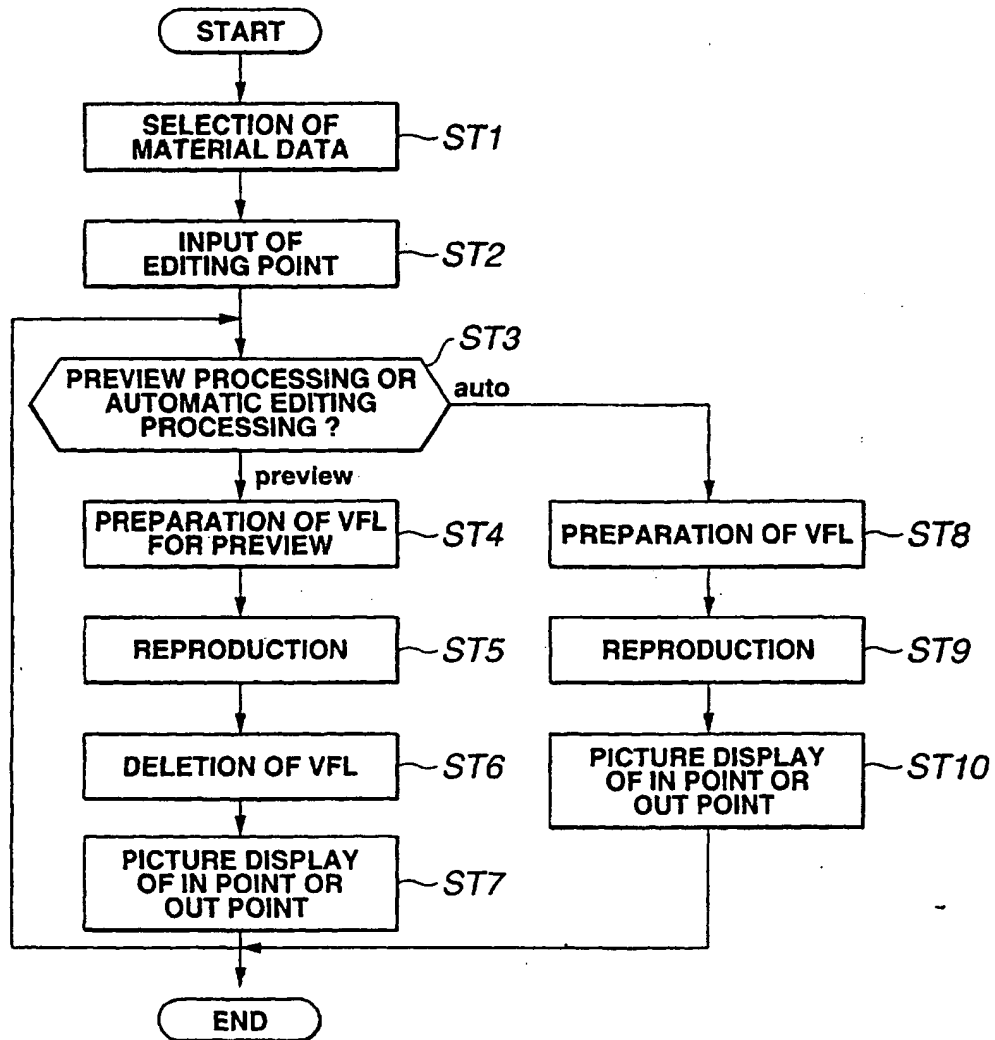 START
SELECTION OF
MATERIAL DATA
ST1
INPUT OF
EDITING POINT
ST2
ST3
PREVIEW PROCESSING OR
AUTOMATIC EDITING
PROCESSING ?
auto
preview
PREPARATION OF VFL
FOR PREVIEW
ST4
PREPARATION OF VFL
ST8
REPRODUCTION
ST5
REPRODUCTION
ST9
DELETION OF VFL
ST6
PICTURE DISPLAY
OF IN POINT OR
OUT POINT
ST10
PICTURE DISPLAY
OF IN POINT OR
OUT POINT
ST7
END